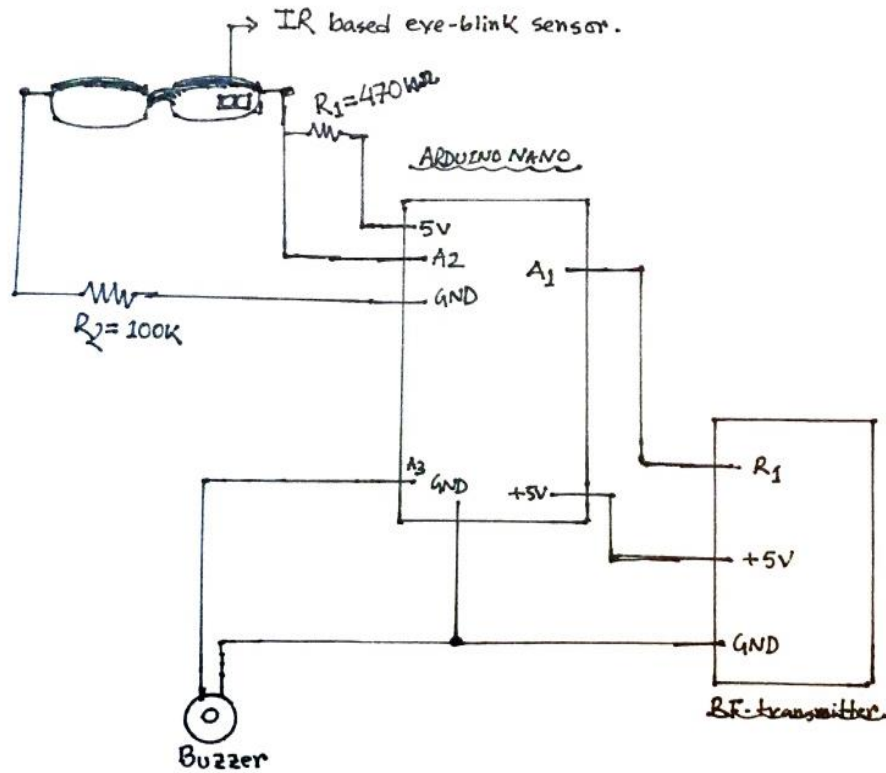 IR based eye-blink sensor.
R1=470KΩ
ARDUINO NANO
5V
A2
GND
A1
R2=100K
A3
GND
+5V
R1
+5V
GND
RF-transmitter
Buzzer